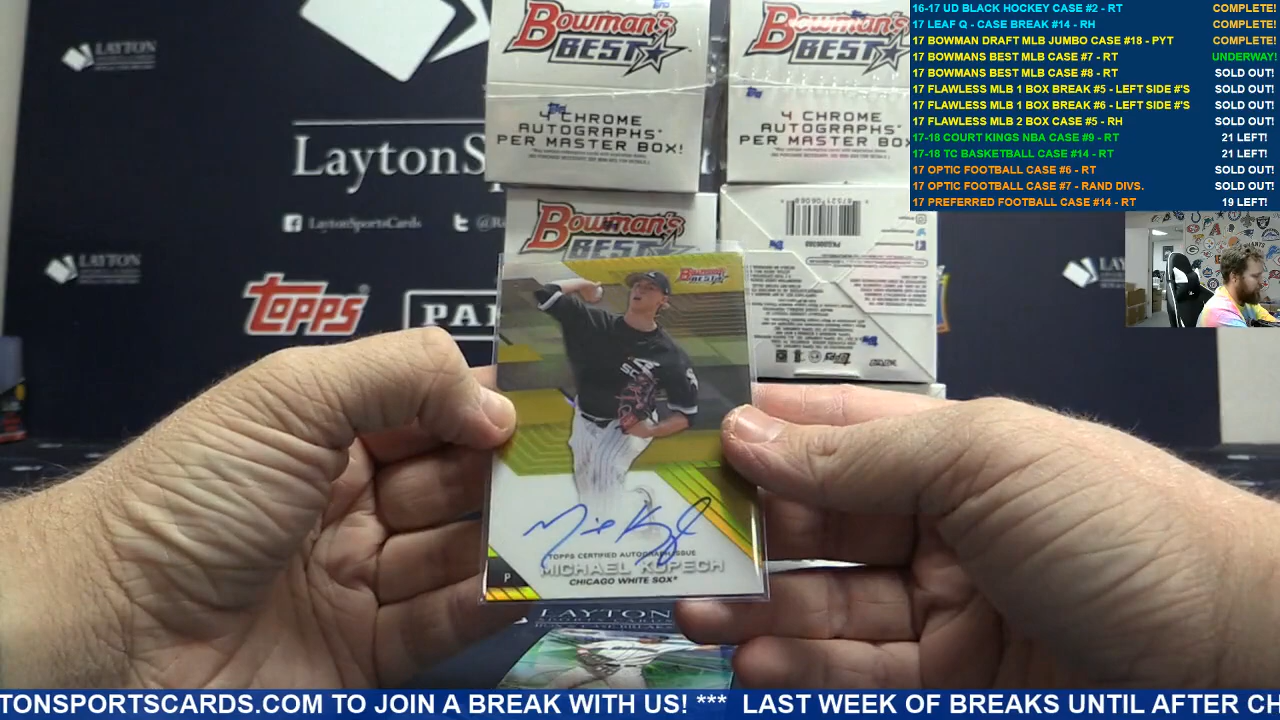 16-17 UD BLACK HOCKEY CASE #2 - RT COMPLETE!
17 LEAF Q - CASE BREAK #14 - RH COMPLETE!
17 BOWMAN DRAFT MLB JUMBO CASE #18 - PYT COMPLETE!
17 BOWMANS BEST MLB CASE #7 - RT UNDERWAY!
17 BOWMANS BEST MLB CASE #8 - RT SOLD OUT!
17 FLAWLESS MLB 1 BOX BREAK #5 - LEFT SIDE #'S SOLD OUT!
17 FLAWLESS MLB 1 BOX BREAK #6 - LEFT SIDE #'S SOLD OUT!
17 FLAWLESS MLB 2 BOX CASE #5 - RH SOLD OUT!
17-18 COURT KINGS NBA CASE #9 - RT 21 LEFT!
17-18 TC BASKETBALL CASE #14 - RT 21 LEFT!
17 OPTIC FOOTBALL CASE #6 - RT SOLD OUT!
17 OPTIC FOOTBALL CASE #7 - RAND DIVS. SOLD OUT!
17 PREFERRED FOOTBALL CASE #14 - RT 19 LEFT!
Bowman's
BEST
4 CHROME
AUTOGRAPHS*
PER MASTER BOX!
Bowman's
BEST
4 CHROME
AUTOGRAPHS*
PER MASTER BOX!
LAYTON
LaytonSp
LaytonSportsCards
LAYTON
TOPPS
PA
Bowman's
BEST
Bowman's
BEST
TOPPS CERTIFIED AUTOGRAPH ISSUE
MICHAEL KOPECH
P
CHICAGO WHITE SOX
LAYTON
TONSPORTSCARDS.COM TO JOIN A BREAK WITH US! *** LAST WEEK OF BREAKS UNTIL AFTER CH